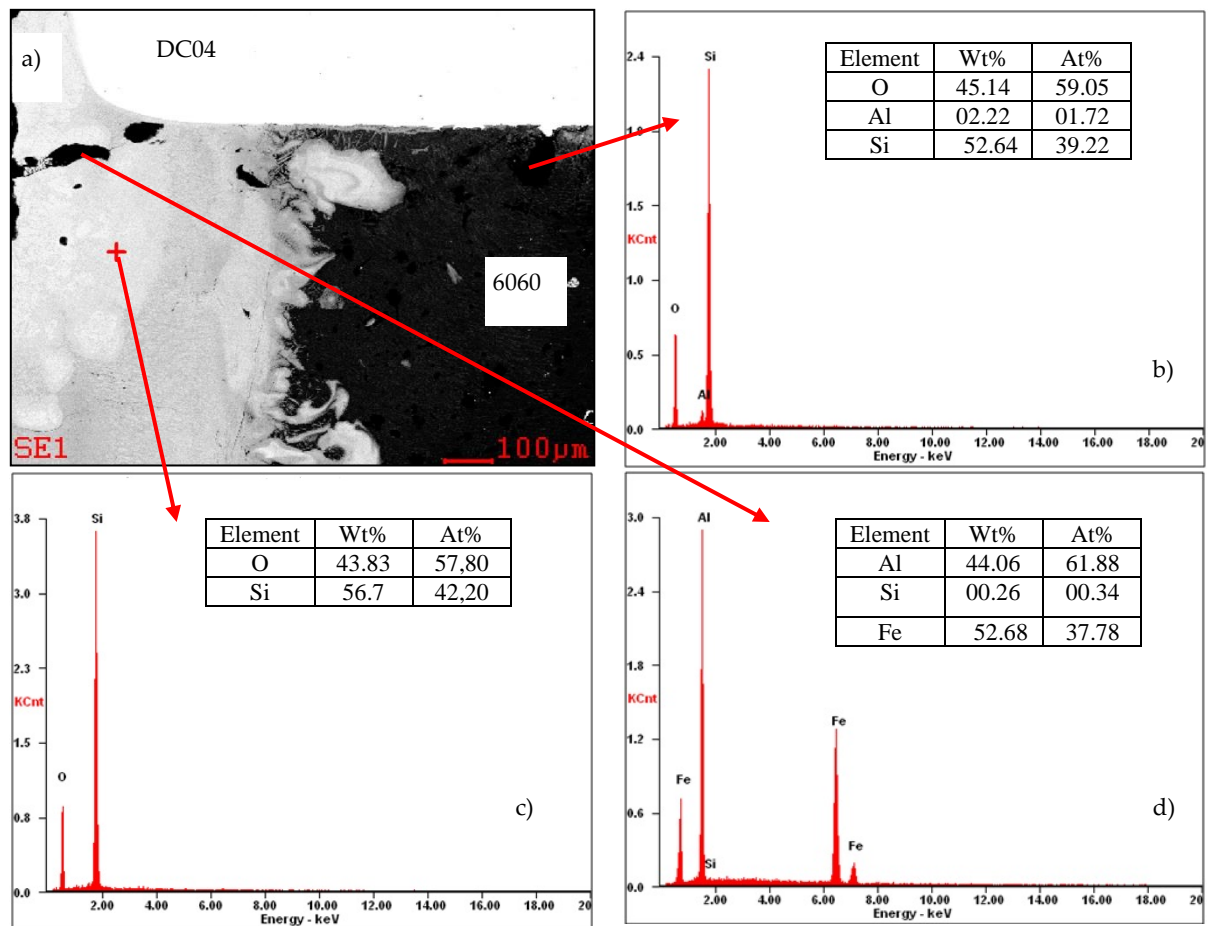 a)
DC04
6060
SE1
100µm
b)
Element Wt% At%
O 45.14 59.05
Al 02.22 01.72
Si 52.64 39.22
2.4
1.5
KCnt
1.0
0.5
0.0
Si
O
Al
2.00 4.00 6.00 8.00 10.00 12.00 14.00 16.00 18.00 20
Energy - keV
c)
Element Wt% At%
O 43.83 57,80
Si 56.7 42,20
3.8
3.0
2.3
KCnt
1.5
0.8
0.0
Si
O
2.00 4.00 6.00 8.00 10.00 12.00 14.00 16.00 18.00 20
Energy - keV
d)
Element Wt% At%
Al 44.06 61.88
Si 00.26 00.34
Fe 52.68 37.78
3.0
2.4
1.8
KCnt
1.2
0.6
0.0
Al
Fe
Si
Fe
Fe
2.00 4.00 6.00 8.00 10.00 12.00 14.00 16.00 18.00 20
Energy - keV